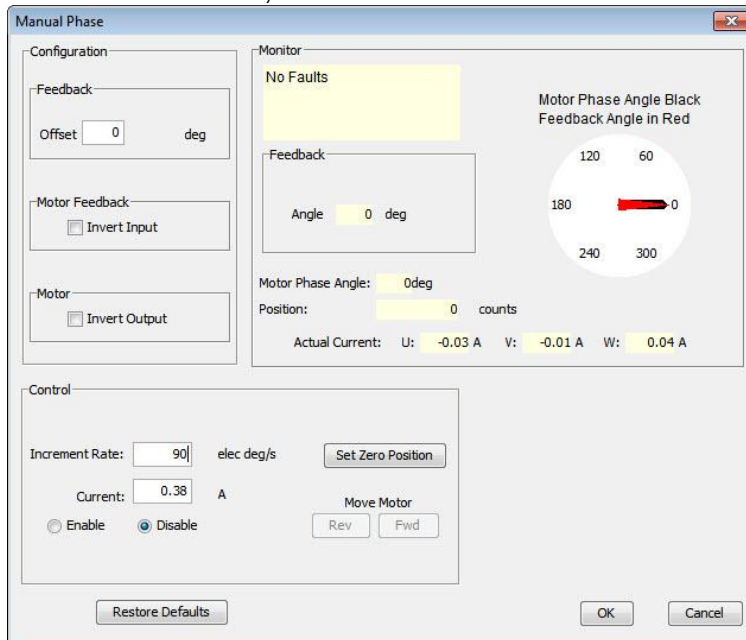 Manual Phase
Configuration
Feedback
Offset 0 deg
Motor Feedback
Invert Input
Motor
Invert Output
Monitor
No Faults
Feedback
Angle 0 deg
Motor Phase Angle Black
Feedback Angle in Red
120 60
180 0
240 300
Motor Phase Angle: 0deg
Position: 0 counts
Actual Current: U: -0.03 A V: -0.01 A W: 0.04 A
Control
Increment Rate: 90 elec deg/s Set Zero Position
Current: 0.38 A
Move Motor
Enable Disable Rev Fwd
Restore Defaults OK Cancel